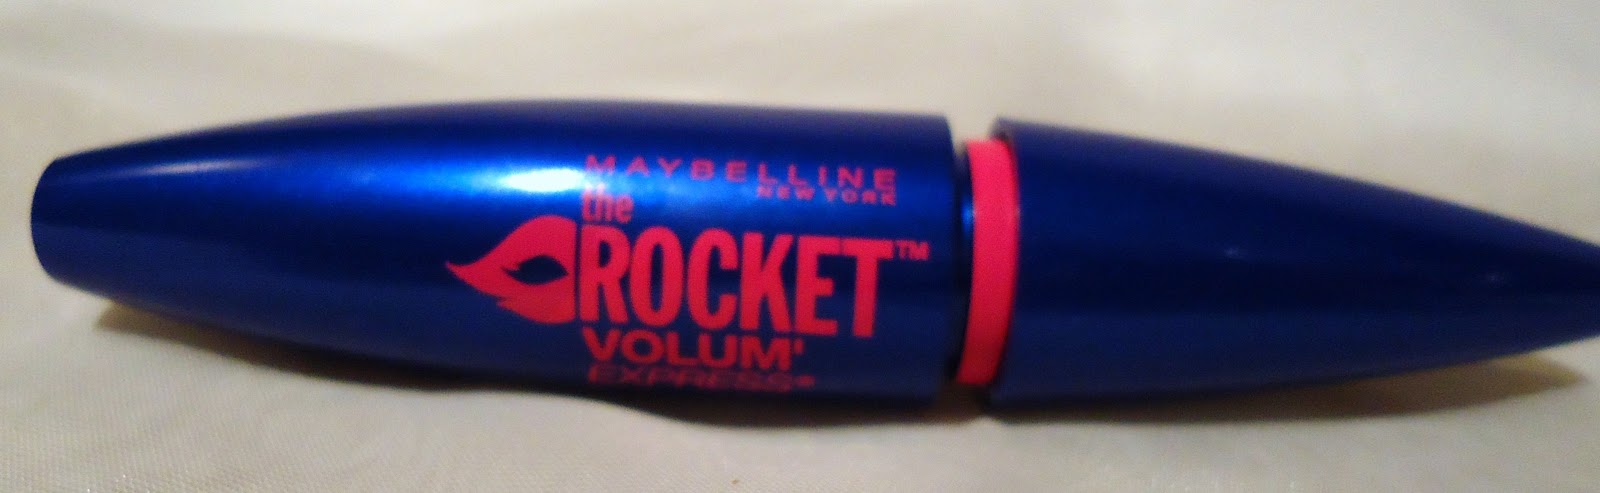 MAYBELLINE
NEW YORK
the
ROCKET™
VOLUM'
EXPRESS®